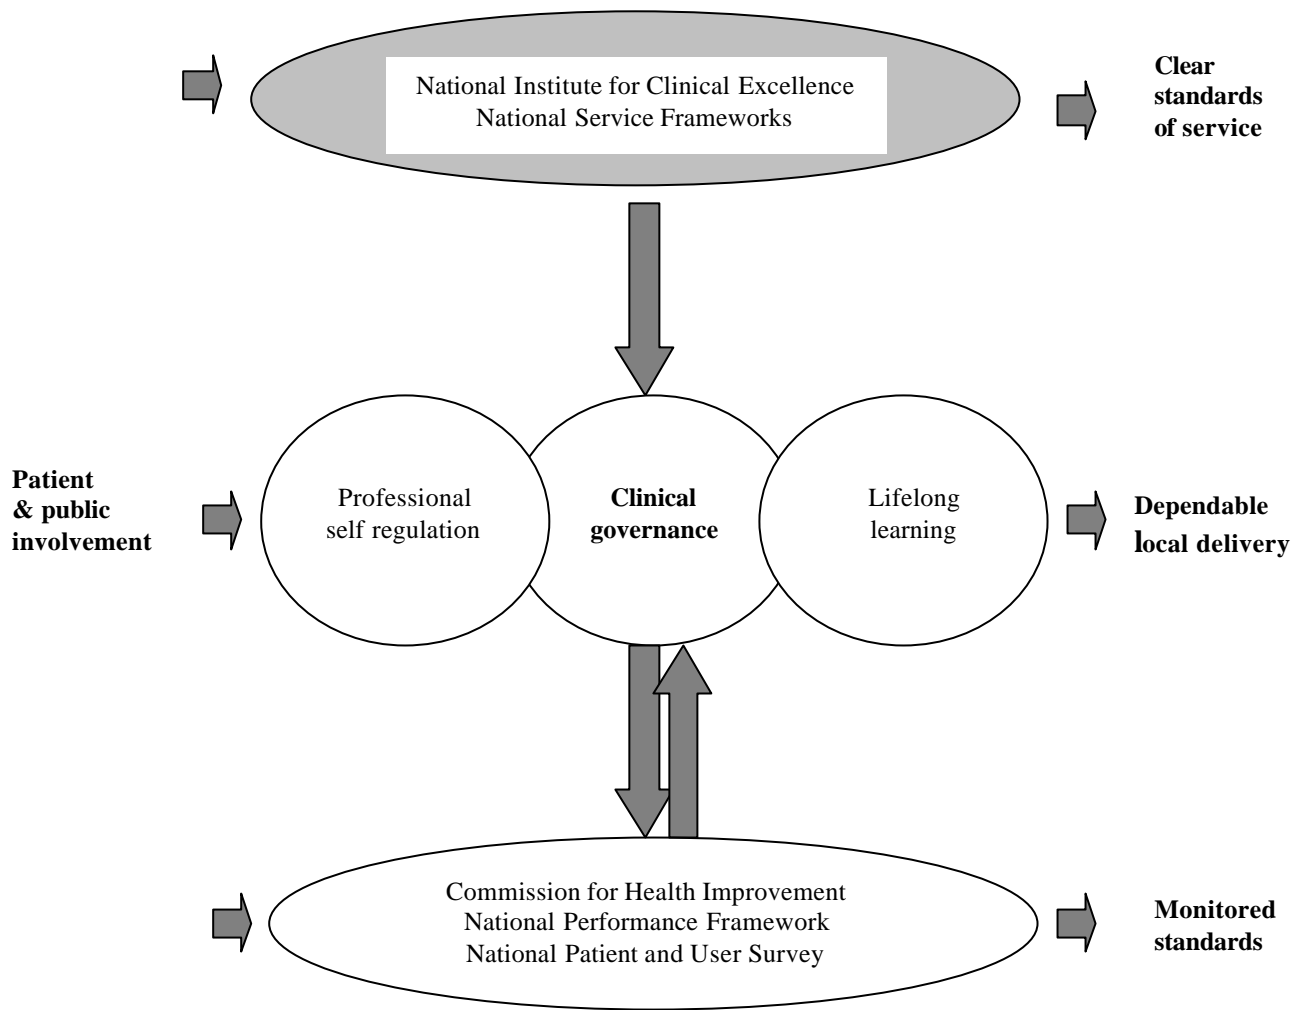 National Institute for Clinical Excellence
National Service Frameworks
Clear
standards
of service
Patient
& public
involvement
Professional
self regulation
Clinical
governance
Lifelong
learning
Dependable
local delivery
Commission for Health Improvement
National Performance Framework
National Patient and User Survey
Monitored
standards